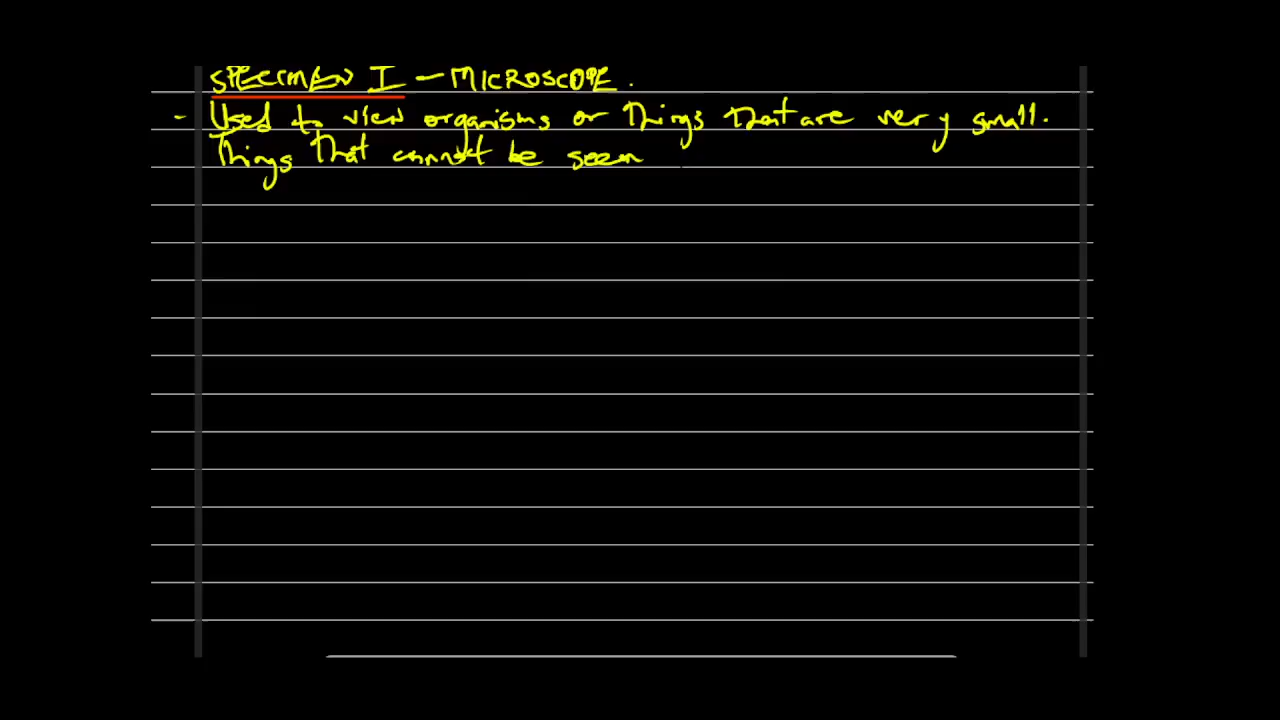 SPECIMEN I - MICROSCOPE.
- Used to view organisms or things that are very small.
Things that cannot be seen